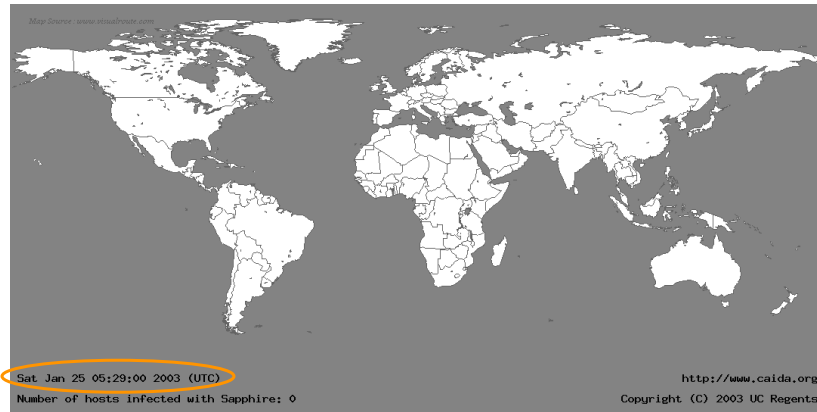 Map Source: www.visualroute.com
Sat Jan 25 05:29:00 2003 (UTC)
http://www.caida.org
Number of hosts infected with Sapphire: 0
Copyright (C) 2003 UC Regents